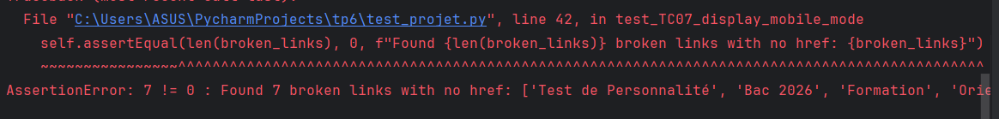 File "C:\Users\ASUS\PycharmProjects\tp6\test_projet.py", line 42, in test_TC07_display_mobile_mode
self.assertEqual(len(broken_links), 0, f"Found {len(broken_links)} broken links with no href: {broken_links}")
~~~~~~~~~~~~~~~~^^^^^^^^^^^^^^^^^^^^^^^^^^^^^^^^^^^^^^^^^^^^^^^^^^^^^^^^^^^^^^^^^^^^^^^^^^^^^^^^^^^^^^^^^^^^^^
AssertionError: 7 != 0 : Found 7 broken links with no href: ['Test de Personnalité', 'Bac 2026', 'Formation', 'Orie